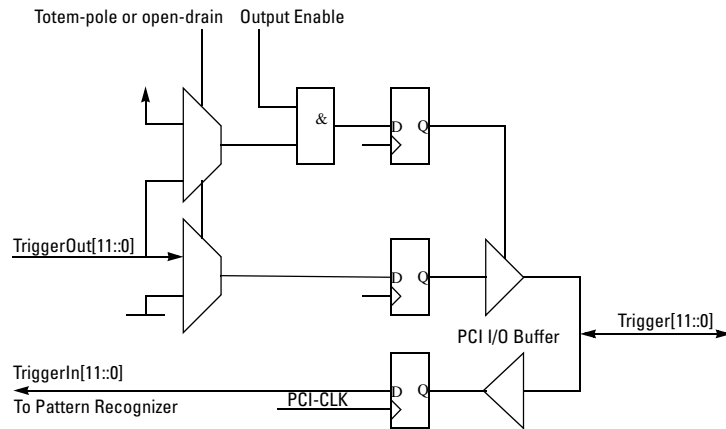 Totem-pole or open-drain Output Enable
&
D Q
TriggerOut[11::0]
D Q
PCI I/O Buffer
Trigger[11::0]
TriggerIn[11::0]
D Q
To Pattern Recognizer
PCI-CLK